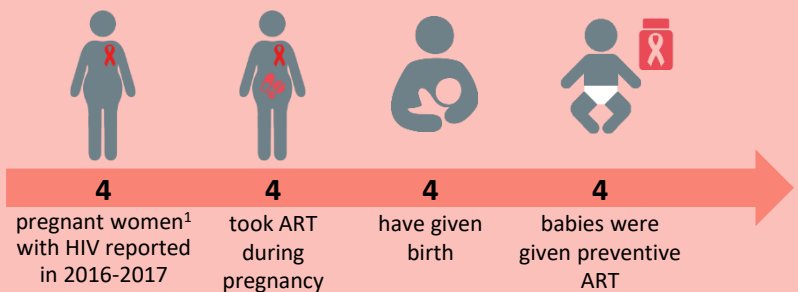 4
pregnant women¹
with HIV reported
in 2016-2017
4
took ART
during
pregnancy
4
have given
birth
4
babies were
given preventive
ART